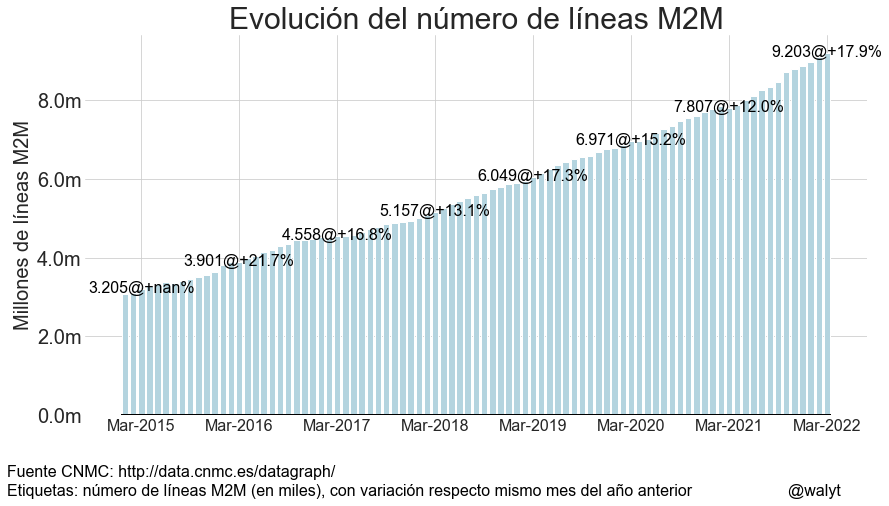 Evolución del número de líneas M2M
Millones de líneas M2M
8.0m
6.0m
4.0m
2.0m
0.0m
3.205@+nan%
3.901@+21.7%
4.558@+16.8%
5.157@+13.1%
6.049@+17.3%
6.971@+15.2%
7.807@+12.0%
9.203@+17.9%
Mar-2015 Mar-2016 Mar-2017 Mar-2018 Mar-2019 Mar-2020 Mar-2021 Mar-2022
Fuente CNMC: http://data.cnmc.es/datagraph/
Etiquetas: número de líneas M2M (en miles), con variación respecto mismo mes del año anterior @walyt